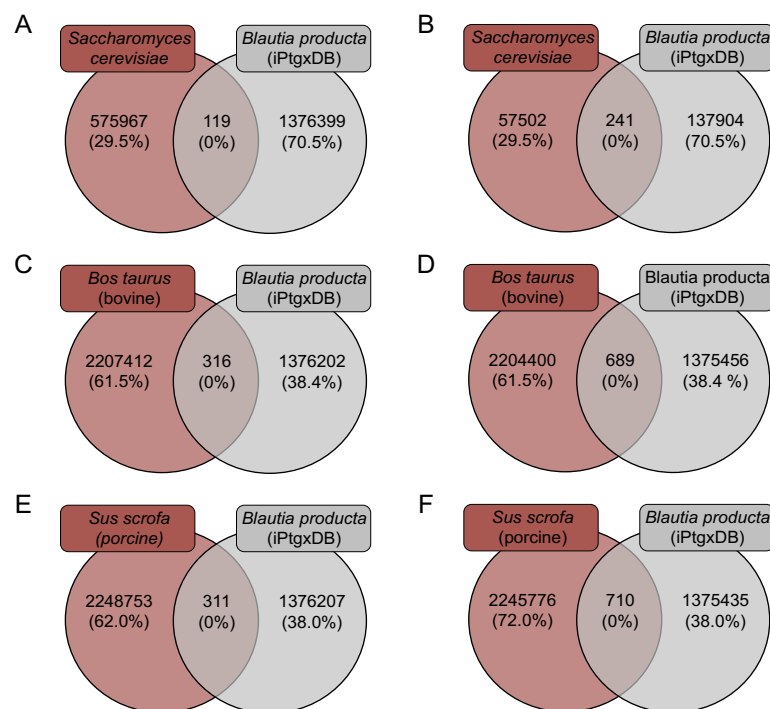 A
Saccharomyces
cerevisiae
Blautia producta
(iPtgxDB)
575967
(29.5%)
119
(0%)
1376399
(70.5%)
B
Saccharomyces
cerevisiae
Blautia producta
(iPtgxDB)
57502
(29.5%)
241
(0%)
137904
(70.5%)
C
Bos taurus
(bovine)
Blautia producta
(iPtgxDB)
2207412
(61.5%)
316
(0%)
1376202
(38.4%)
D
Bos taurus
(bovine)
Blautia producta
(iPtgxDB)
2204400
(61.5%)
689
(0%)
1375456
(38.4 %)
E
Sus scrofa
(porcine)
Blautia producta
(iPtgxDB)
2248753
(62.0%)
311
(0%)
1376207
(38.0%)
F
Sus scrofa
(porcine)
Blautia producta
(iPtgxDB)
2245776
(72.0%)
710
(0%)
1375435
(38.0%)